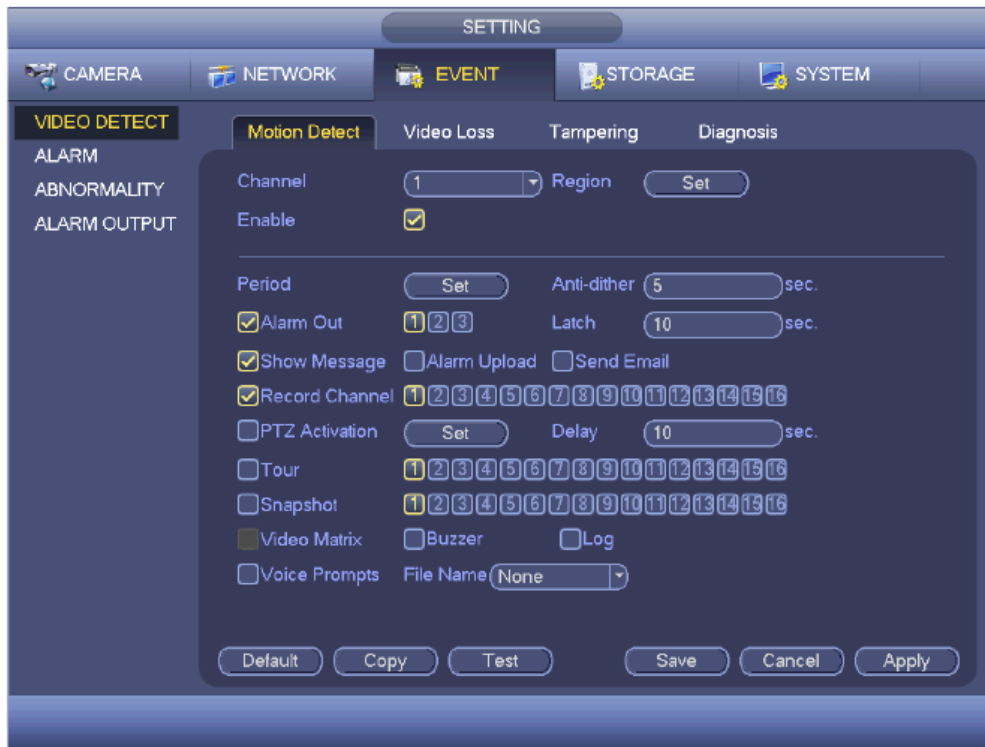 SETTING
CAMERA NETWORK EVENT STORAGE SYSTEM
VIDEO DETECT
ALARM
ABNORMALITY
ALARM OUTPUT
Motion Detect Video Loss Tampering Diagnosis
Channel 1 Region Set
Enable
Period Set Anti-dither 5 sec.
Alarm Out 1 2 3 Latch 10 sec.
Show Message Alarm Upload Send Email
Record Channel 1 2 3 4 5 6 7 8 9 10 11 12 13 14 15 16
PTZ Activation Set Delay 10 sec.
Tour 1 2 3 4 5 6 7 8 9 10 11 12 13 14 15 16
Snapshot 1 2 3 4 5 6 7 8 9 10 11 12 13 14 15 16
Video Matrix Buzzer Log
Voice Prompts File Name None
Default Copy Test Save Cancel Apply